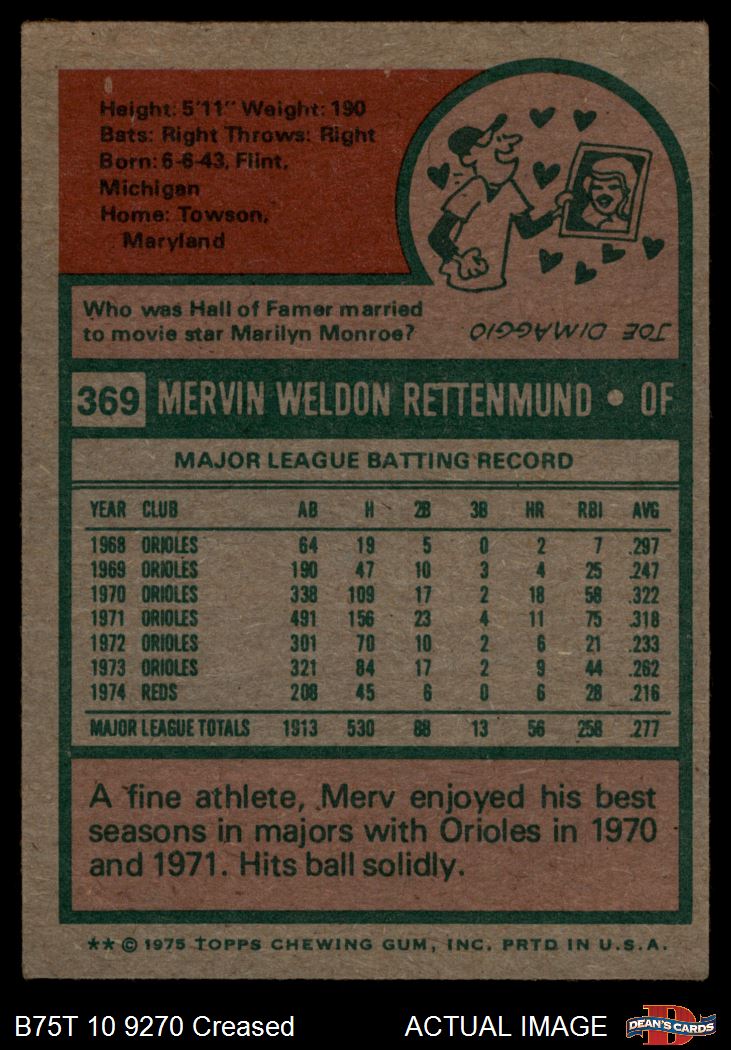 Height: 5'11" Weight: 190
Bats: Right Throws: Right
Born: 6-6-43, Flint,
Michigan
Home: Towson,
Maryland
Who was Hall of Famer married
to movie star Marilyn Monroe?
JOE DIMAGGIO
369 MERVIN WELDON RETTENMUND • OF
MAJOR LEAGUE BATTING RECORD
YEAR CLUB AB H 2B 3B HR RBI AVG
1968 ORIOLES 64 19 5 0 2 7 .297
1969 ORIOLES 190 47 10 3 4 25 .247
1970 ORIOLES 338 109 17 2 18 58 .322
1971 ORIOLES 491 156 23 4 11 75 .318
1972 ORIOLES 301 70 10 2 6 21 .233
1973 ORIOLES 321 84 17 2 9 44 .262
1974 REDS 208 45 6 0 6 28 .216
MAJOR LEAGUE TOTALS 1913 530 88 13 56 258 .277
A fine athlete, Merv enjoyed his best
seasons in majors with Orioles in 1970
and 1971. Hits ball solidly.
** © 1975 TOPPS CHEWING GUM, INC. PRTD IN U.S.A.
B75T 10 9270 Creased ACTUAL IMAGE
DEAN'S CARDS